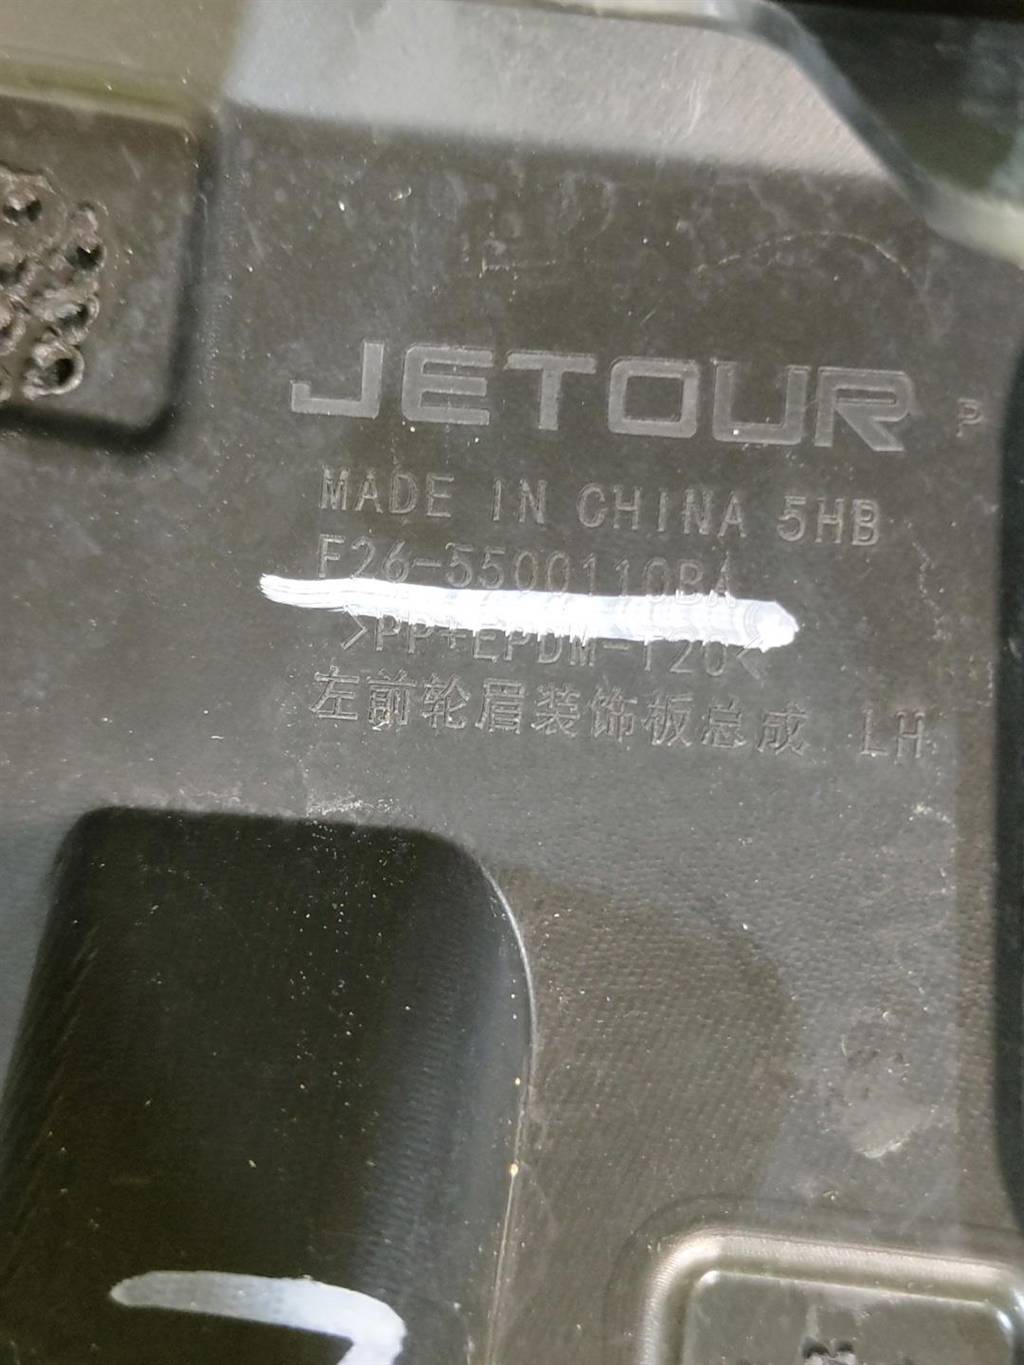 JETOUR P
MADE IN CHINA 5HB
F26-5500110BA
>PP+EPDM-T20<
左前轮眉装饰板总成 LH